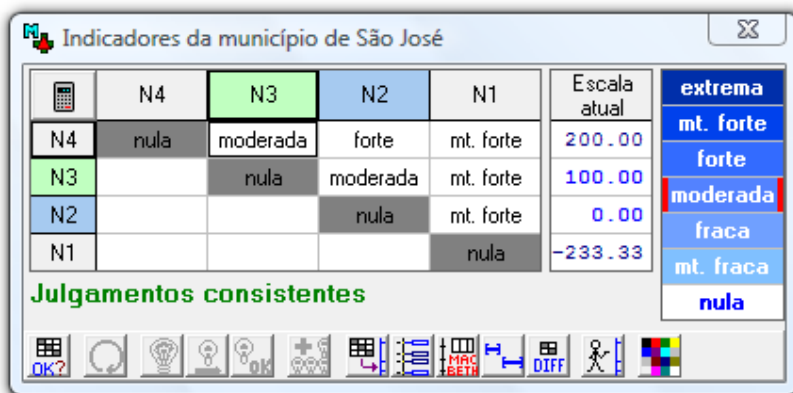 Indicadores da município de São José
N4 N3 N2 N1 Escala atual
N4 nula moderada forte mt. forte 200.00
N3 nula moderada mt. forte 100.00
N2 nula mt. forte 0.00
N1 nula -233.33
extrema
mt. forte
forte
moderada
fraca
mt. fraca
nula
Julgamentos consistentes
OK? OK MAC BETH DIFF